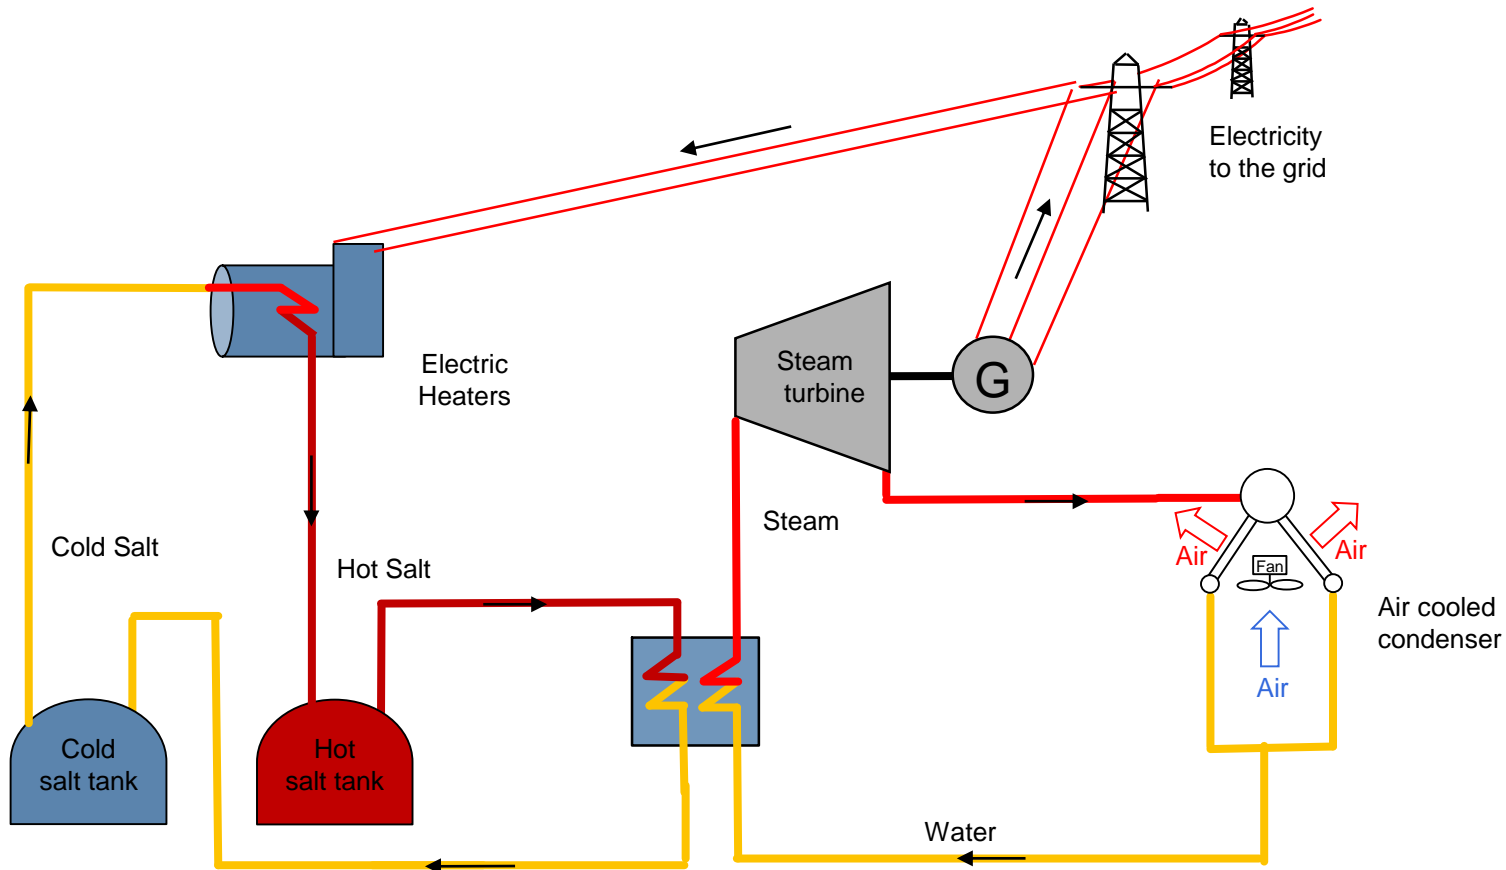 Electricity
to the grid
Electric
Heaters
Steam
turbine
G
Cold Salt
Hot Salt
Steam
Air
Air
Fan
Air
Air cooled
condenser
Cold
salt tank
Hot
salt tank
Water